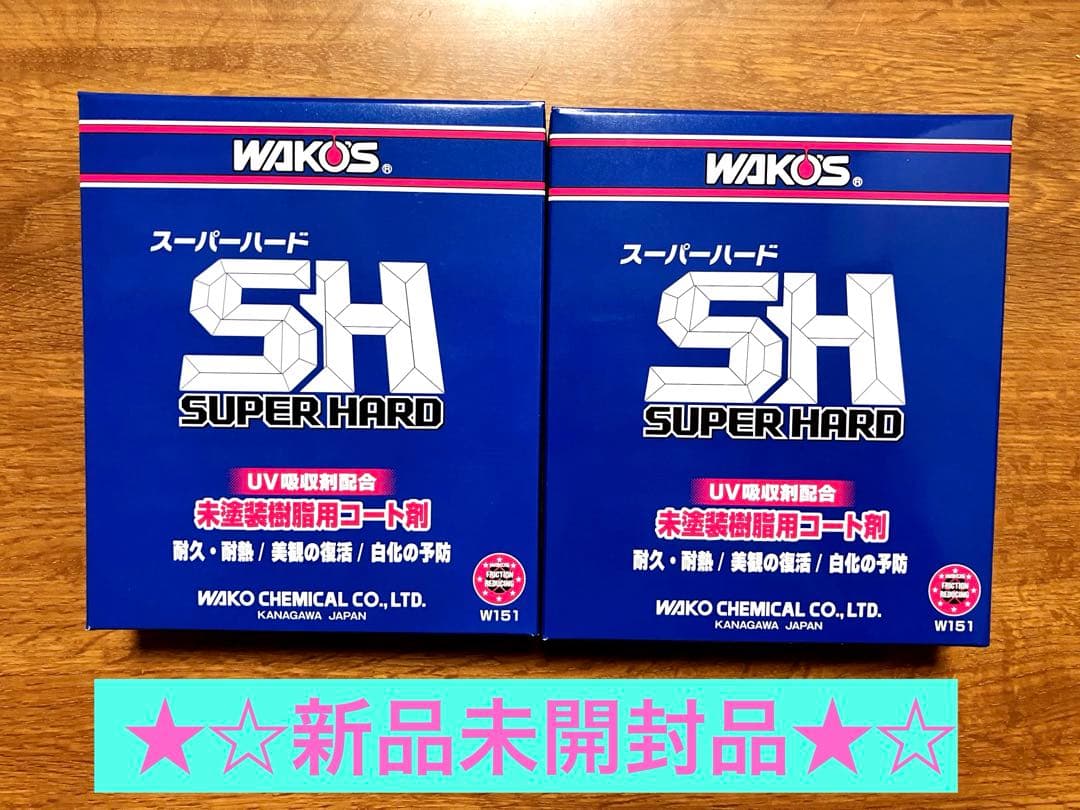 WAKO'S®
スーパーハード
SH
SUPER HARD
UV吸収剤配合
未塗装樹脂用コート剤
耐久・耐熱 / 美観の復活 / 白化の予防
FRICTION
REDUCING
WAKO CHEMICAL CO., LTD.
KANAGAWA JAPAN
W151
WAKO'S®
スーパーハード
SH
SUPER HARD
UV吸収剤配合
未塗装樹脂用コート剤
耐久・耐熱 / 美観の復活 / 白化の予防
FRICTION
REDUCING
WAKO CHEMICAL CO., LTD.
KANAGAWA JAPAN
W151
★☆新品未開封品★☆